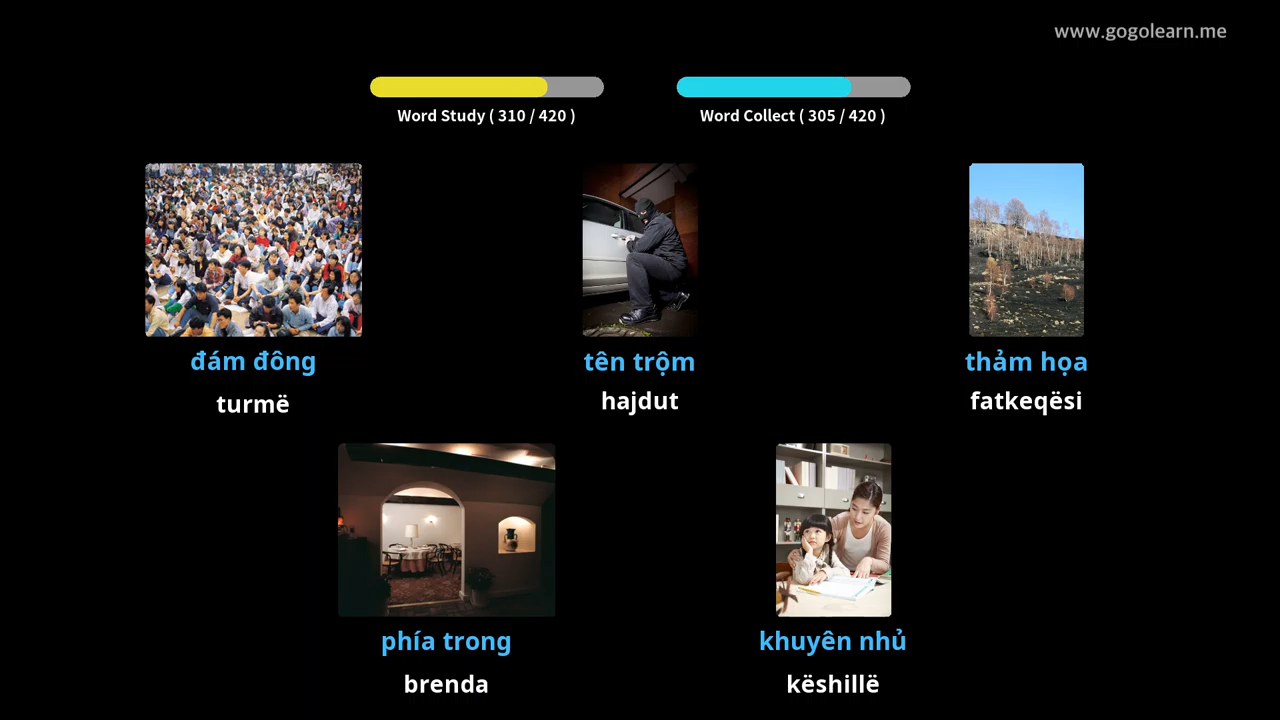 www.gogolearn.me
Word Study ( 310 / 420 )
Word Collect ( 305 / 420 )
đám đông
tên trộm
thảm họa
turmë
hajdut
fatkeqësi
phía trong
khuyên nhủ
brenda
këshillë